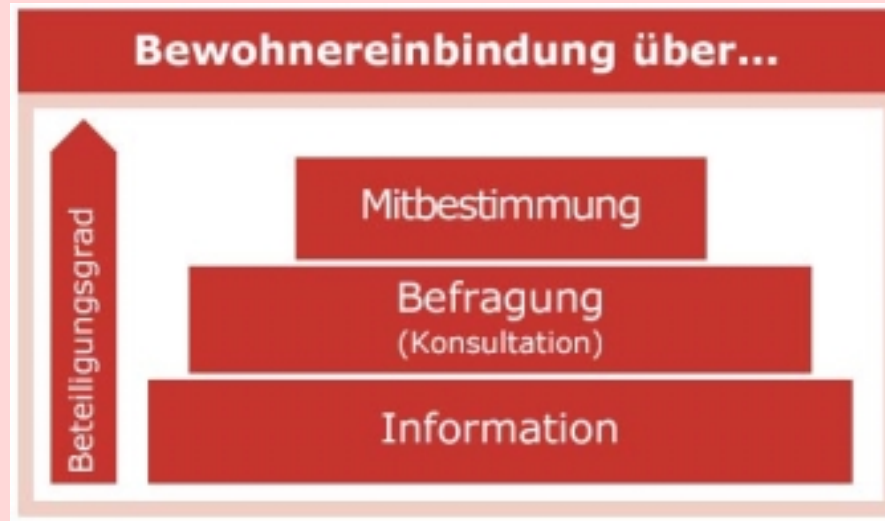 Bewohnereinbindung über...
Mitbestimmung
Befragung
(Konsultation)
Information
Beteiligungsgrad